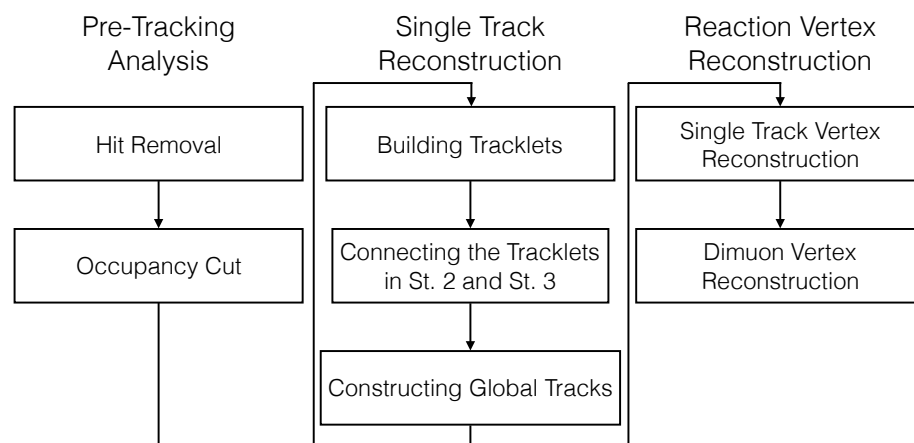 Pre-Tracking
Analysis
Hit Removal
Occupancy Cut
Single Track
Reconstruction
Building Tracklets
Connecting the Tracklets
in St. 2 and St. 3
Constructing Global Tracks
Reaction Vertex
Reconstruction
Single Track Vertex
Reconstruction
Dimuon Vertex
Reconstruction